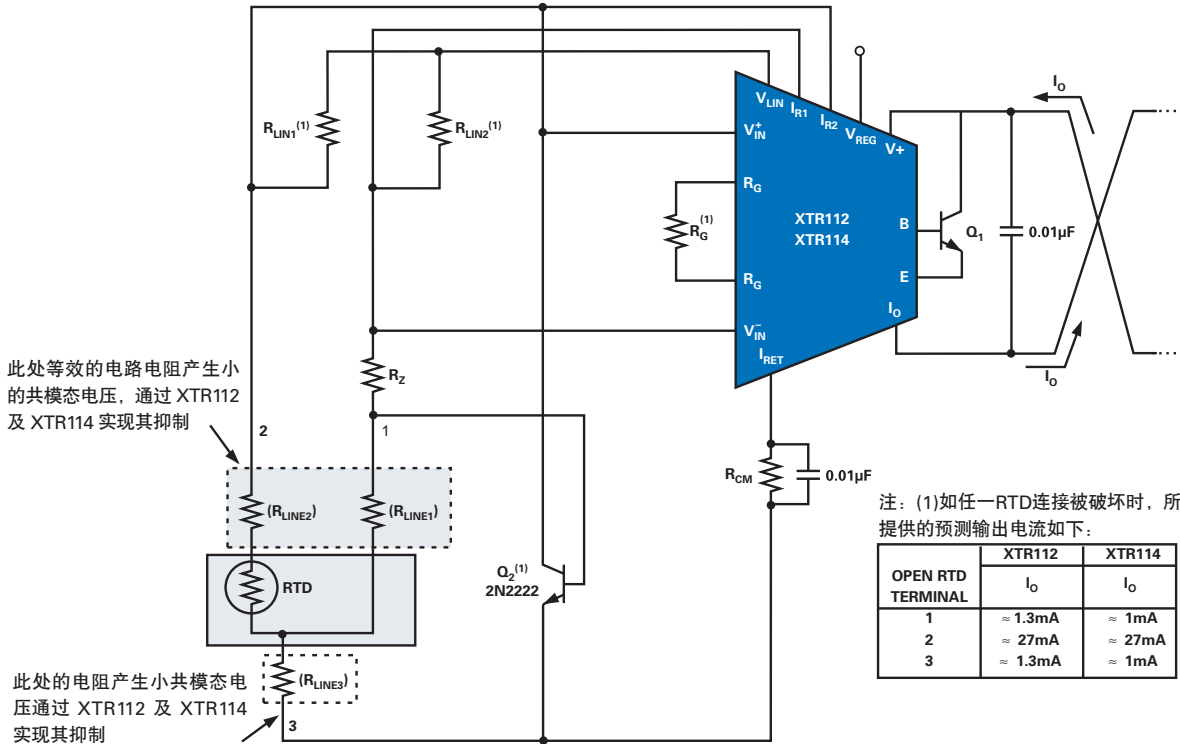 I_O
V_LIN
I_R1
I_R2
V_REG
V+
R_LIN1^(1)
R_LIN2^(1)
V_IN^+
R_G
R_G^(1)
XTR112
XTR114
B
Q_1
0.01μF
E
R_G
I_O
V_IN^-
I_RET
I_O
此处等效的电路电阻产生小
的共模态电压，通过 XTR112
及 XTR114 实现其抑制
R_Z
2
1
R_CM
0.01μF
(R_LINE2)
(R_LINE1)
RTD
Q_2^(1)
2N2222
(R_LINE3)
3
此处的电阻产生小共模态电
压通过 XTR112 及 XTR114
实现其抑制
注：(1)如任一RTD连接被破坏时，所
提供的预测输出电流如下：
XTR112 XTR114
OPEN RTD
TERMINAL
I_O I_O
1 ≈ 1.3mA ≈ 1mA
2 ≈ 27mA ≈ 27mA
3 ≈ 1.3mA ≈ 1mA